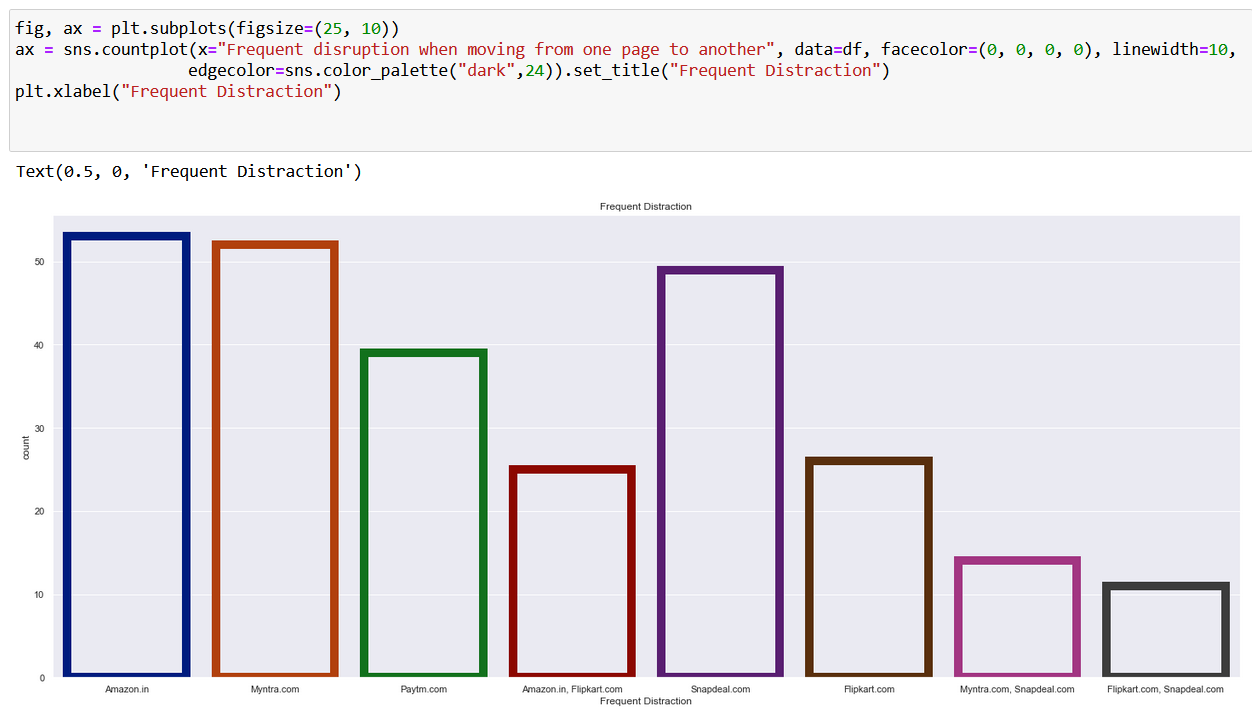 fig, ax = plt.subplots(figsize=(25, 10))
ax = sns.countplot(x="Frequent disruption when moving from one page to another", data=df, facecolor=(0, 0, 0, 0), linewidth=10,
edgecolor=sns.color_palette("dark",24)).set_title("Frequent Distraction")
plt.xlabel("Frequent Distraction")
Text(0.5, 0, 'Frequent Distraction')
Frequent Distraction
50
40
30
count
20
10
0
Amazon.in Myntra.com Paytm.com Amazon.in, Flipkart.com Snapdeal.com Flipkart.com Myntra.com, Snapdeal.com Flipkart.com, Snapdeal.com
Frequent Distraction